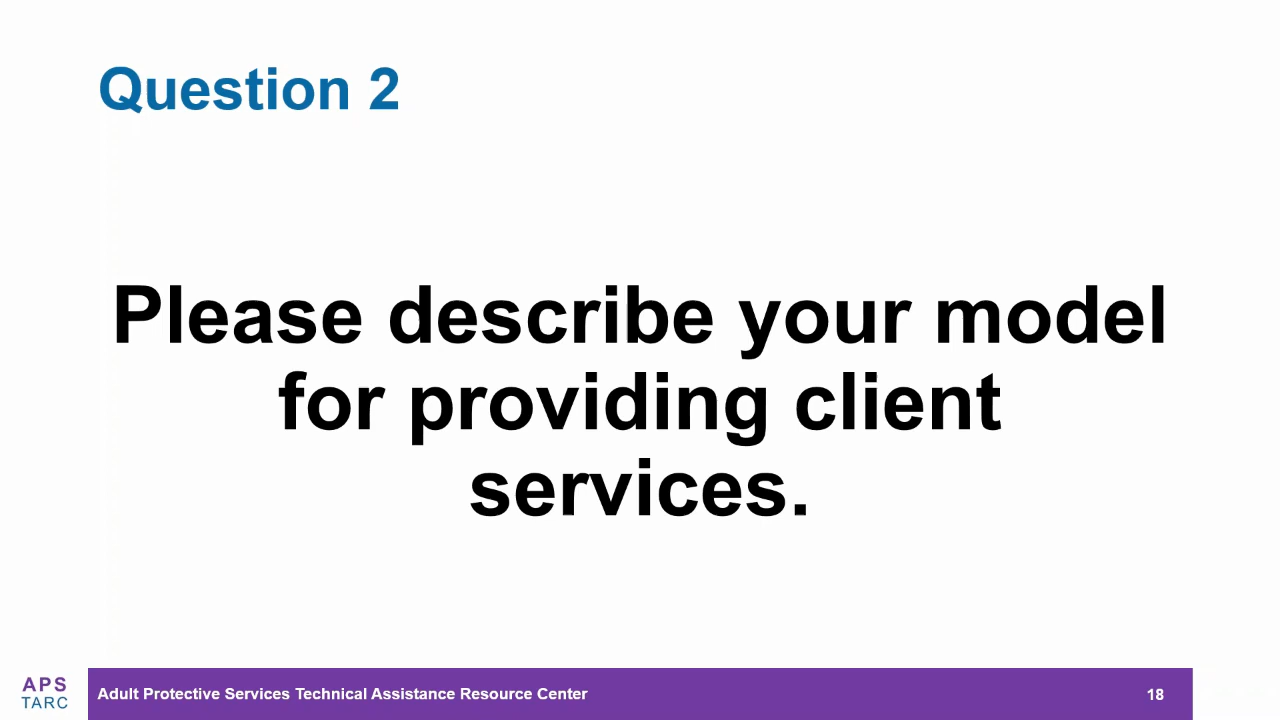 Question 2
Please describe your model
for providing client
services.
APS
TARC
Adult Protective Services Technical Assistance Resource Center
18